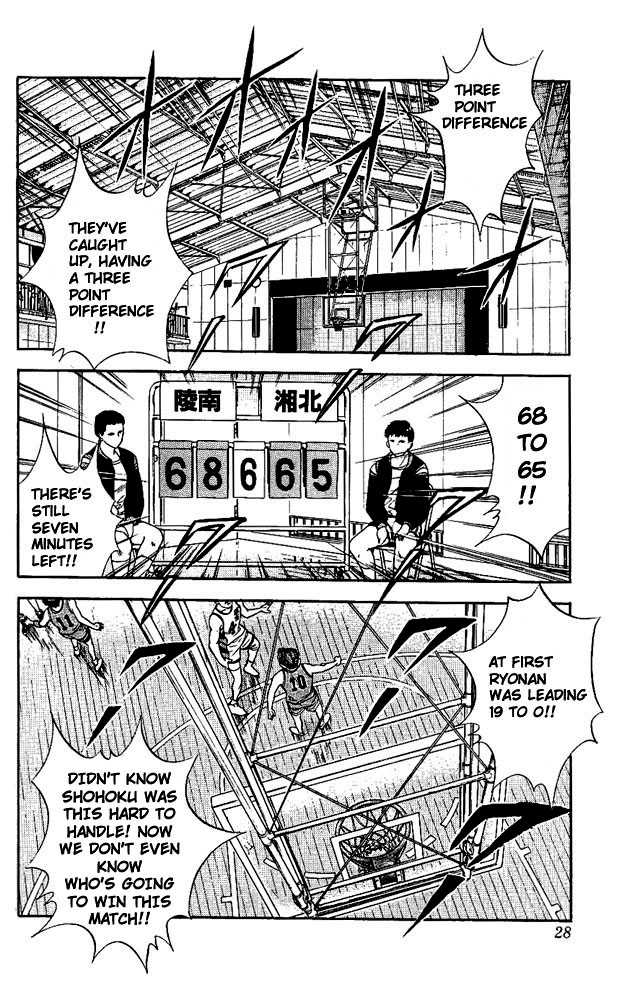 THREE
POINT
DIFFERENCE
THEY'VE
CAUGHT
UP, HAVING
A THREE
POINT
DIFFERENCE
!!
68
TO
65
!!
陵南 湘北
68 65
THERE'S
STILL
SEVEN
MINUTES
LEFT!!
AT FIRST
RYONAN
WAS LEADING
19 TO 0!!
11
10
DIDN'T KNOW
SHOHOKU WAS
THIS HARD TO
HANDLE! NOW
WE DON'T EVEN
KNOW
WHO'S GOING
TO WIN THIS
MATCH!!
28